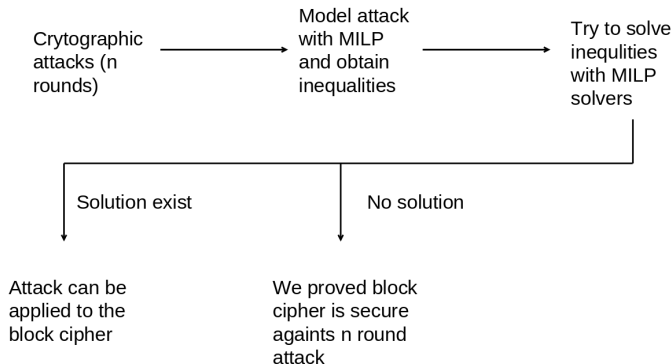 Crytographic
attacks (n
rounds)
Model attack
with MILP
and obtain
inequalities
Try to solve
inequlities
with MILP
solvers
Solution exist
No solution
Attack can be
applied to the
block cipher
We proved block
cipher is secure
againts n round
attack